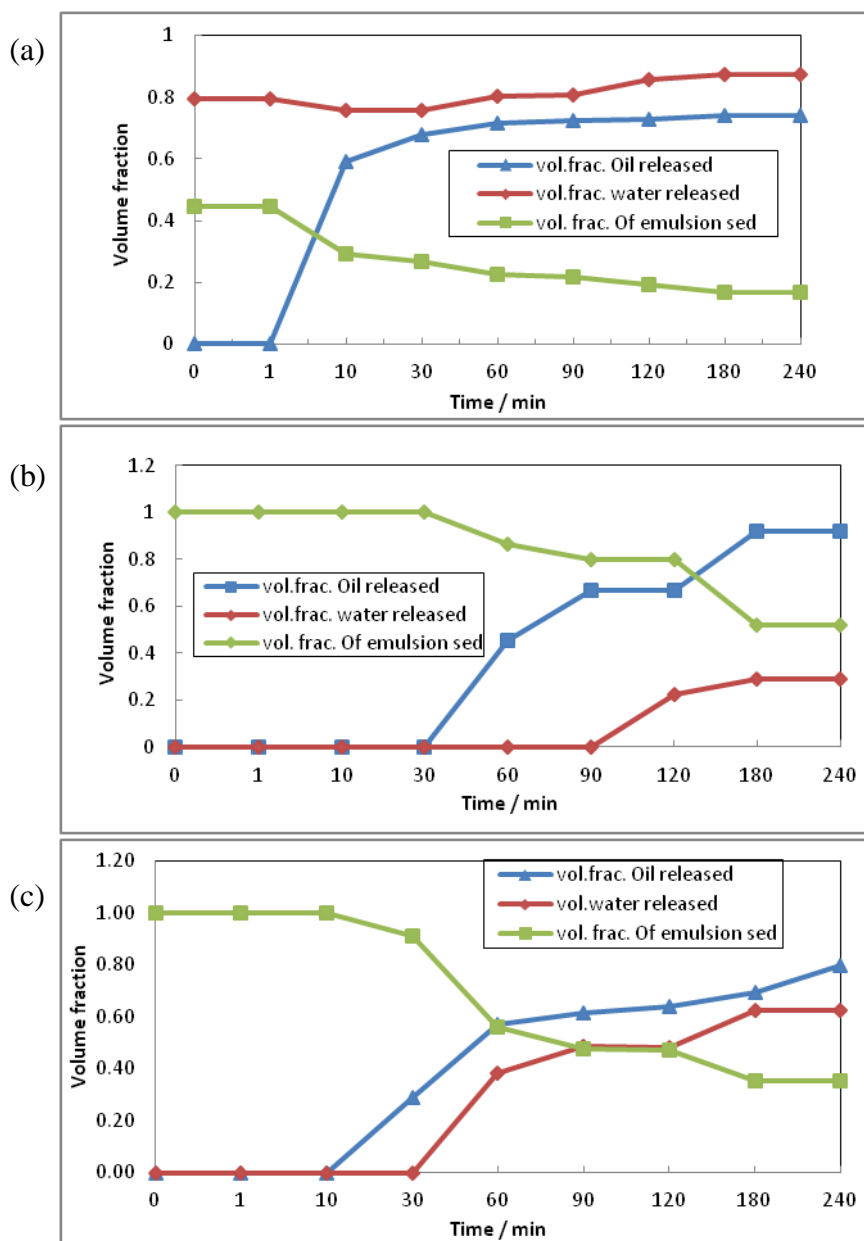 (a)
1
0.8
0.6
0.4
0.2
0
Volume fraction
vol.frac. Oil released
vol.frac. water released
vol. frac. Of emulsion sed
0 1 10 30 60 90 120 180 240
Time / min
(b)
1.2
1
0.8
0.6
0.4
0.2
0
Volume fraction
vol.frac. Oil released
vol.frac. water released
vol. frac. Of emulsion sed
0 1 10 30 60 90 120 180 240
Time / min
(c)
1.20
1.00
0.80
0.60
0.40
0.20
0.00
Volume fraction
vol.frac. Oil released
vol.water released
vol. frac. Of emulsion sed
0 1 10 30 60 90 120 180 240
Time / min